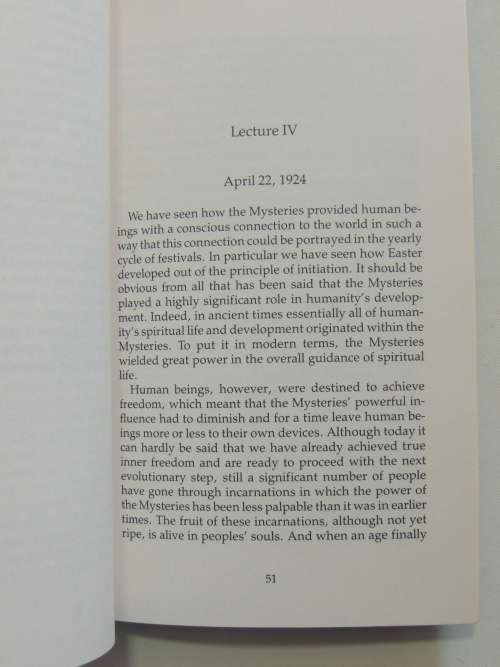 Lecture IV
April 22, 1924
We have seen how the Mysteries provided human be-
ings with a conscious connection to the world in such a
way that this connection could be portrayed in the yearly
cycle of festivals. In particular we have seen how Easter
developed out of the principle of initiation. It should be
obvious from all that has been said that the Mysteries
played a highly significant role in humanity's develop-
ment. Indeed, in ancient times essentially all of human-
ity's spiritual life and development originated within the
Mysteries. To put it in modern terms, the Mysteries
wielded great power in the overall guidance of spiritual
life.
Human beings, however, were destined to achieve
freedom, which meant that the Mysteries' powerful in-
fluence had to diminish and for a time leave human be-
ings more or less to their own devices. Although today it
can hardly be said that we have already achieved true
inner freedom and are ready to proceed with the next
evolutionary step, still a significant number of people
have gone through incarnations in which the power of
the Mysteries has been less palpable than it was in earlier
times. The fruit of these incarnations, although not yet
ripe, is alive in peoples' souls. And when an age finally
51